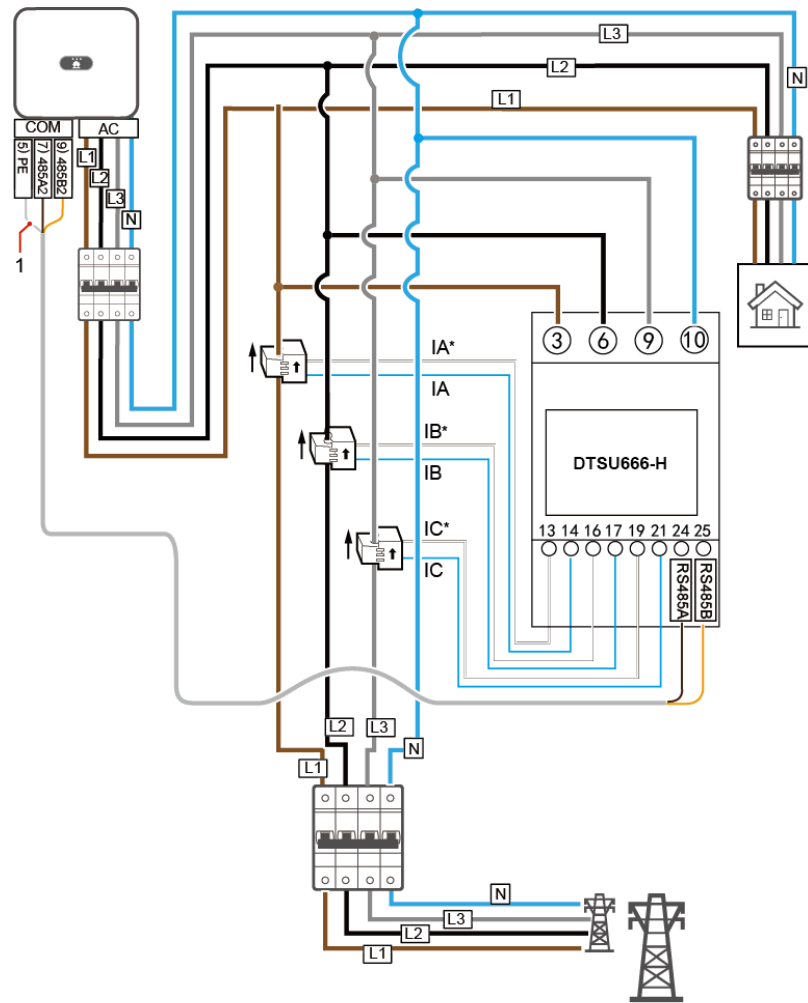 L3
L2
N
L1
COM
AC
5) PE
7) 485A2
9) 485B2
L1
L2
L3
N
1
3
6
9
10
IA*
IA
IB*
IB
IC*
IC
DTSU666-H
13 14 16 17 19 21 24 25
RS485A
RS485B
L2
L3
N
L1
N
L3
L2
L1